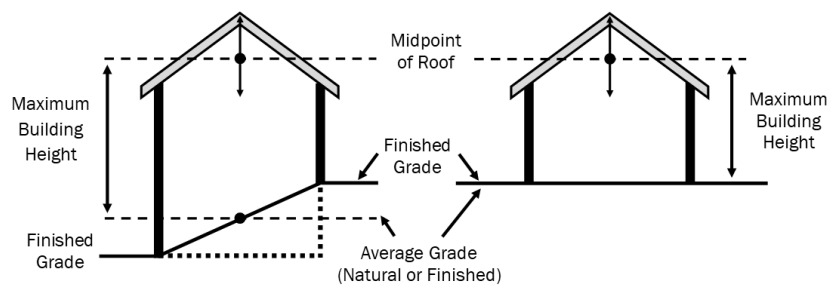 Midpoint
of Roof
Maximum
Building
Height
Maximum
Building
Height
Finished
Grade
Finished
Grade
Average Grade
(Natural or Finished)